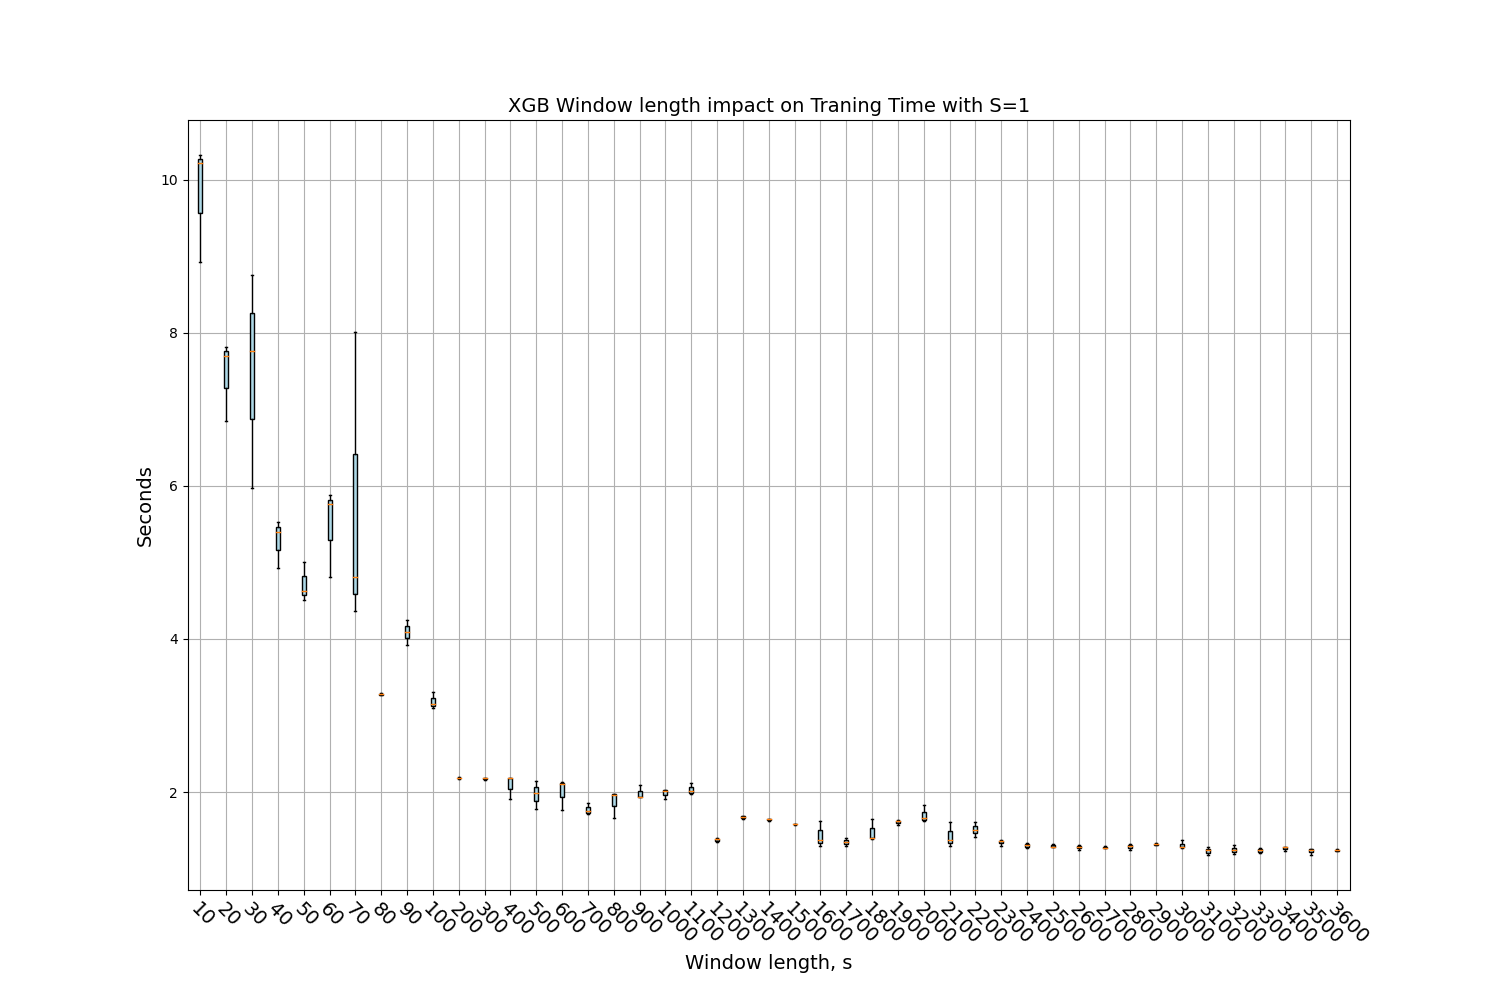 XGB Window length impact on Traning Time with S=1
10
8
6
4
2
Seconds
10 20 30 40 50 60 70 80 90 100 200 300 400 500 600 700 800 900 1000 1100 1200 1300 1400 1500 1600 1700 1800 1900 2000 2100 2200 2300 2400 2500 2600 2700 2800 2900 3000 3100 3200 3300 3400 3500 3600
Window length, s